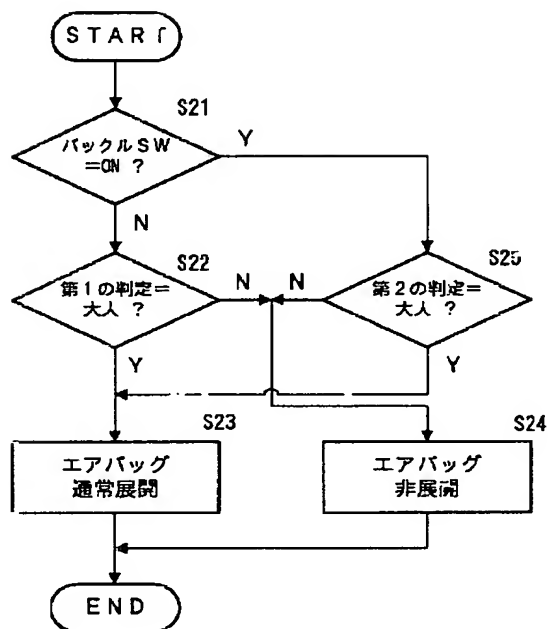 START
S21
バックルSW
=ON ?
Y
N
S22
第1の判定=
大人 ?
N
Y
S25
第2の判定=
大人 ?
N
Y
S23
エアバッグ
通常展開
S24
エアバッグ
非展開
END